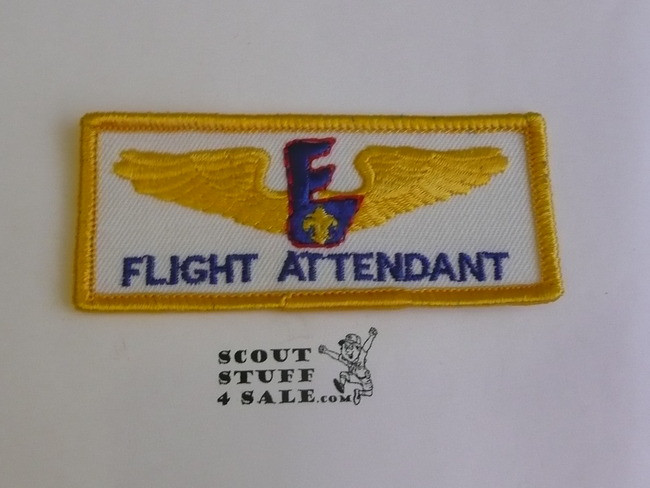 E
FLIGHT ATTENDANT
SCOUT
STUFF
4 SALE.COM